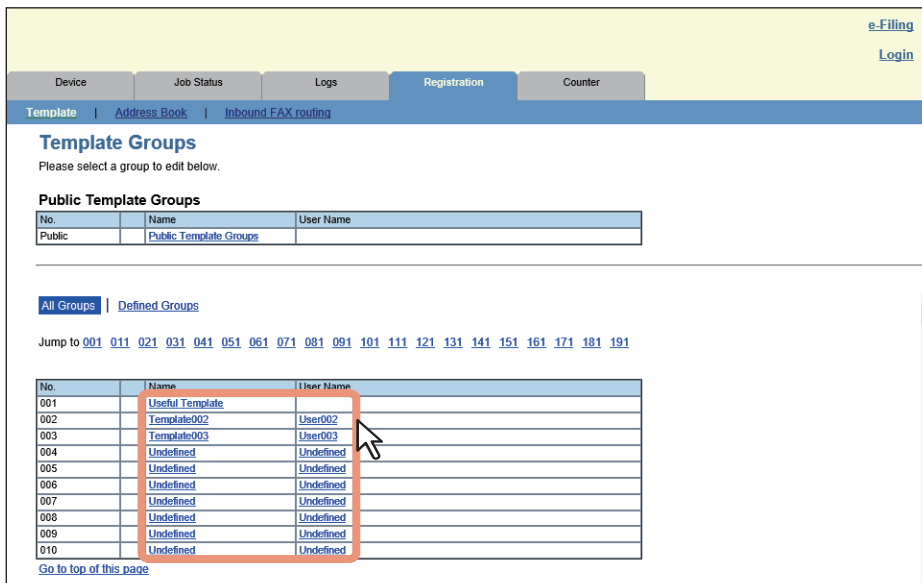 e-Filing
Login
Device Job Status Logs Registration Counter
Template | Address Book | Inbound FAX routing
Template Groups
Please select a group to edit below.
Public Template Groups
No. Name User Name
Public Public Template Groups
All Groups | Defined Groups
Jump to 001 011 021 031 041 051 061 071 081 091 101 111 121 131 141 151 161 171 181 191
No. Name User Name
001 Useful Template
002 Template002 User002
003 Template003 User003
004 Undefined Undefined
005 Undefined Undefined
006 Undefined Undefined
007 Undefined Undefined
008 Undefined Undefined
009 Undefined Undefined
010 Undefined Undefined
Go to top of this page